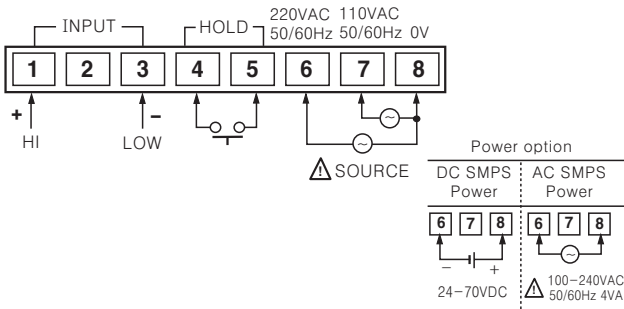 INPUT HOLD 220VAC 110VAC
50/60Hz 50/60Hz 0V
1 2 3 4 5 6 7 8
+ −
HI LOW
SOURCE
Power option
DC SMPS Power
AC SMPS Power
6 7 8 6 7 8
− +
24−70VDC
100−240VAC
50/60Hz 4VA